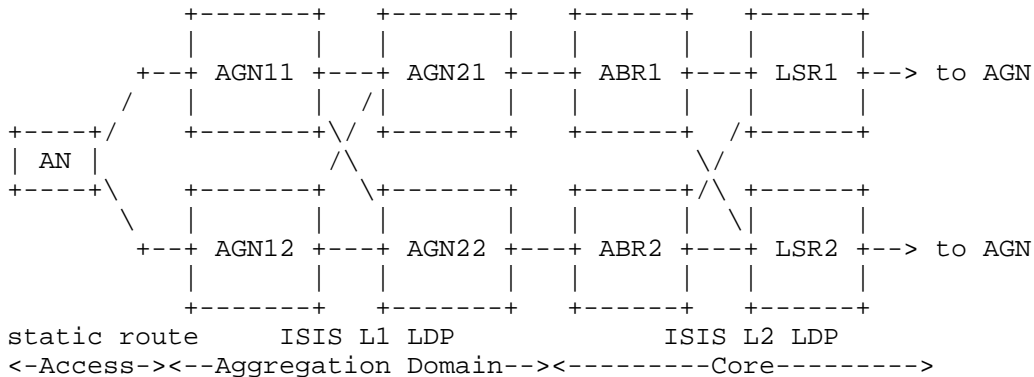 AGN11 AGN21 ABR1 LSR1 --> to AGN
AN
AGN12 AGN22 ABR2 LSR2 --> to AGN
static route ISIS L1 LDP ISIS L2 LDP
<-Access-><--Aggregation Domain--><---------Core--------->